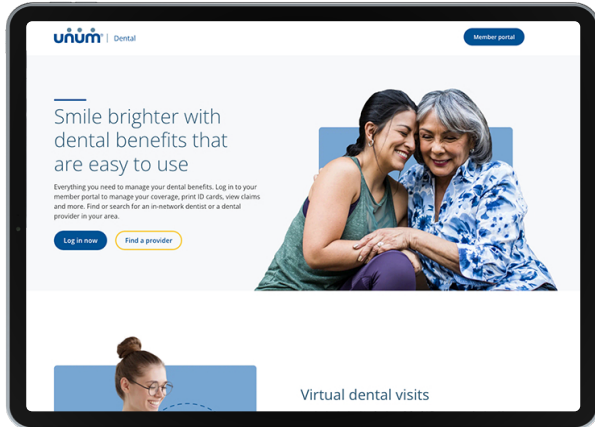 unum | Dental
Member portal
Smile brighter with
dental benefits that
are easy to use
Everything you need to manage your dental benefits. Log in to your
member portal to manage your coverage, print ID cards, view claims
and more. Find or search for an in-network dentist or a dental
provider in your area.
Log in now
Find a provider
Virtual dental visits